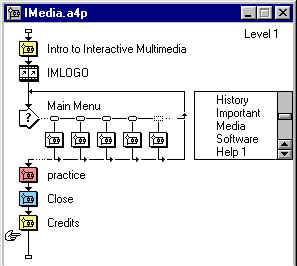 IMedia.a4p
Level 1
Intro to Interactive Multimedia
IMLOGO
Main Menu
?
History
Important
Media
Software
Help 1
practice
Close
Credits